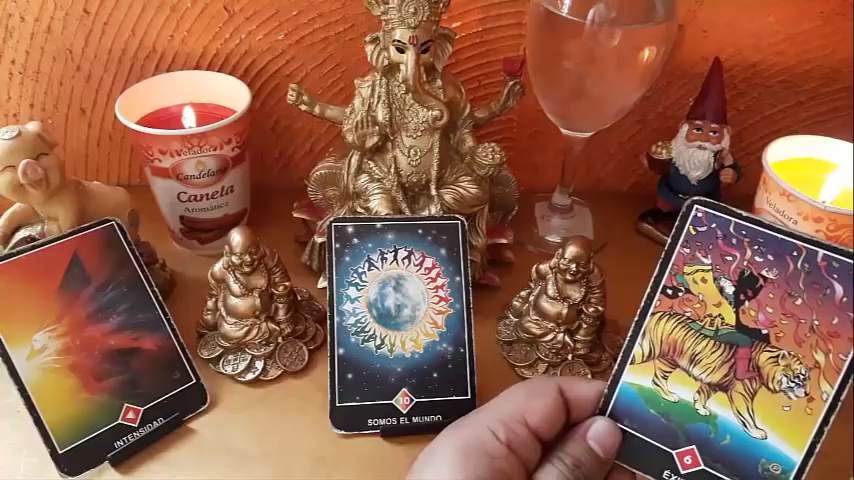 Veladora
Candelaria
Canela
Aromática
Veladora
INTENSIDAD
10
SOMOS EL MUNDO
6